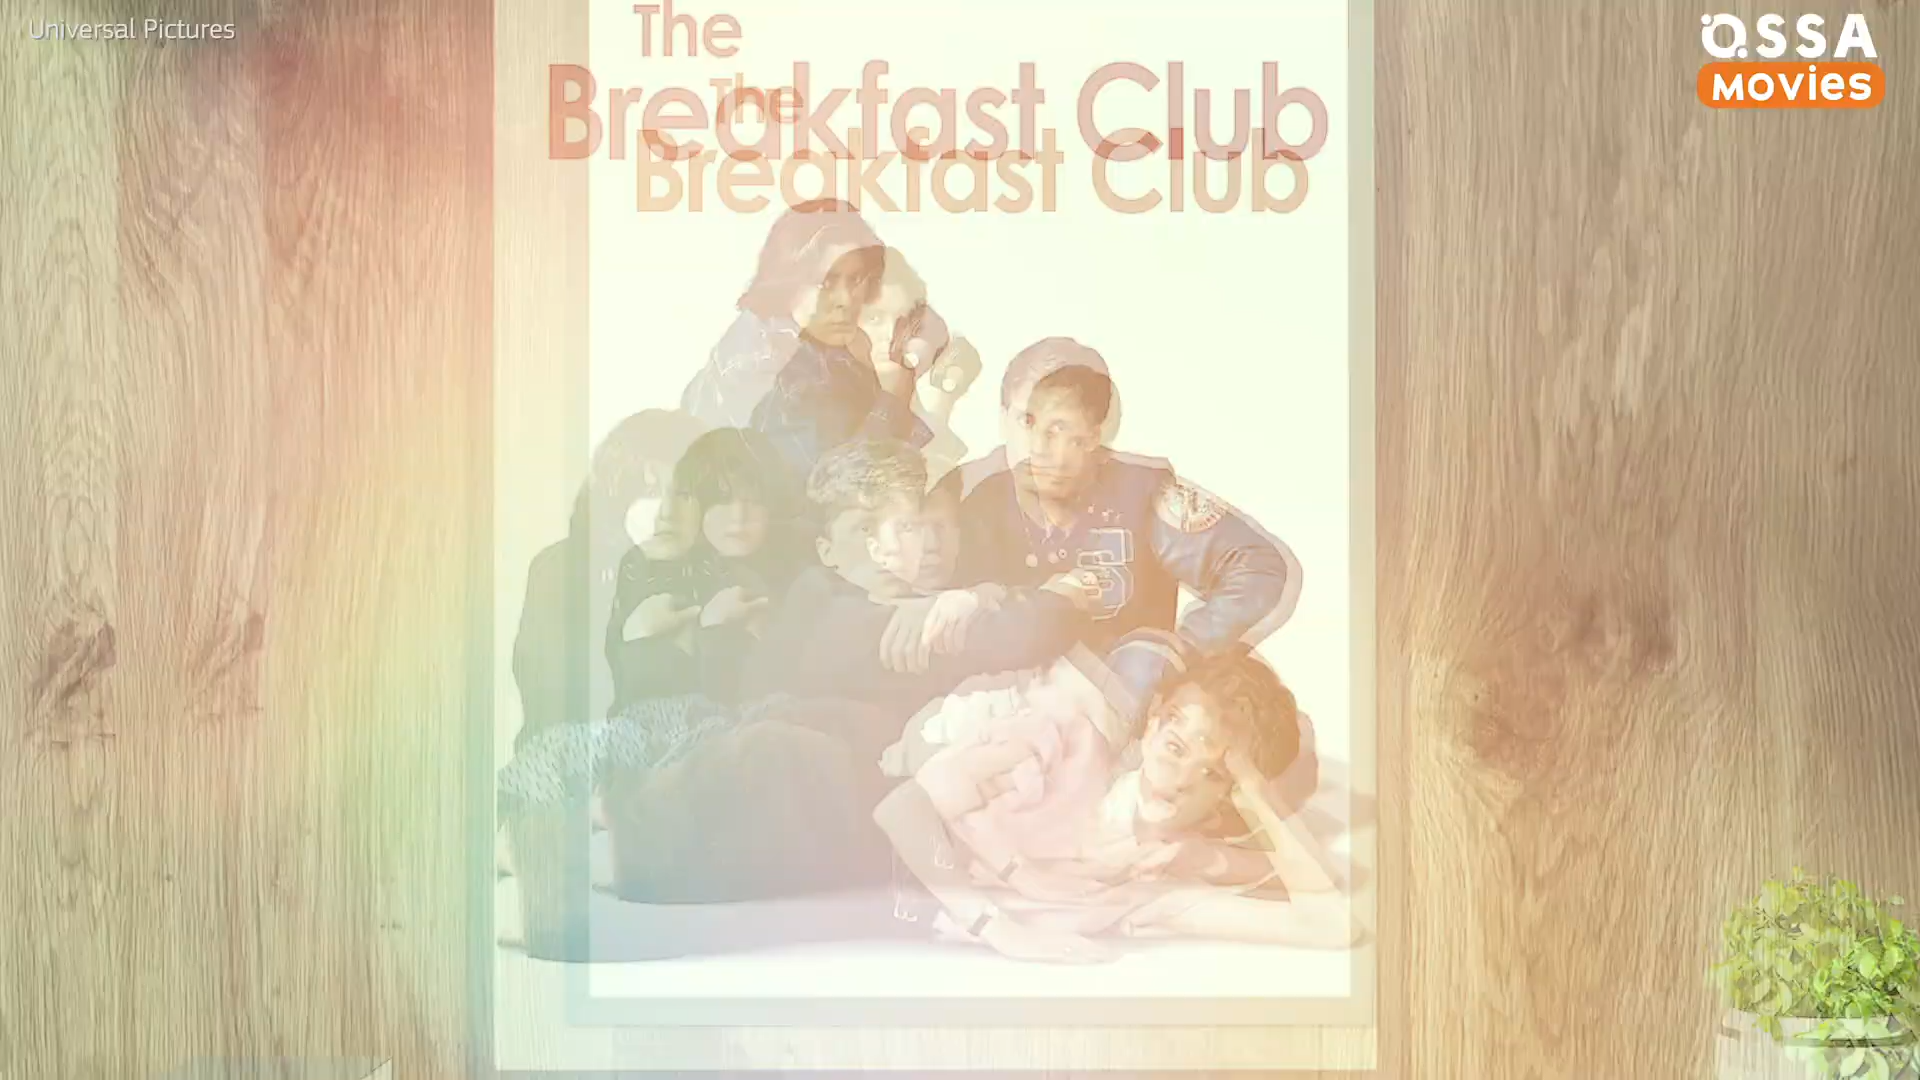 Universal Pictures
OSSA
MOVIES
The
Breakfast Club
The
Breakfast Club